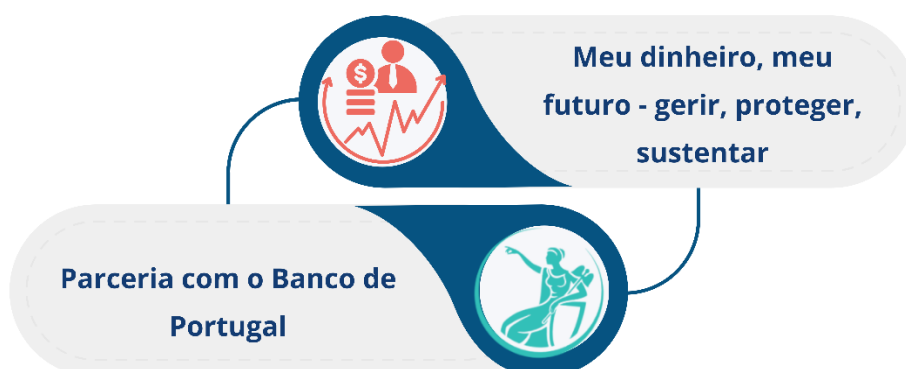 Meu dinheiro, meu
futuro - gerir, proteger,
sustentar
Parceria com o Banco de
Portugal